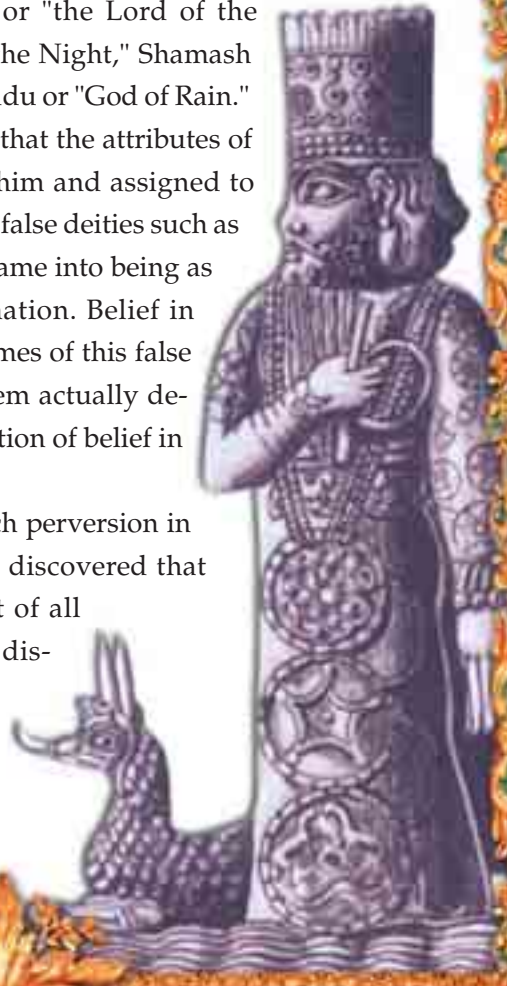 or "the Lord of the
he Night," Shamash
du or "God of Rain."
that the attributes of
him and assigned to
false deities such as
ame into being as
nation. Belief in
mes of this false
em actually de-
tion of belief in
ch perversion in
discovered that
t of all
dis-